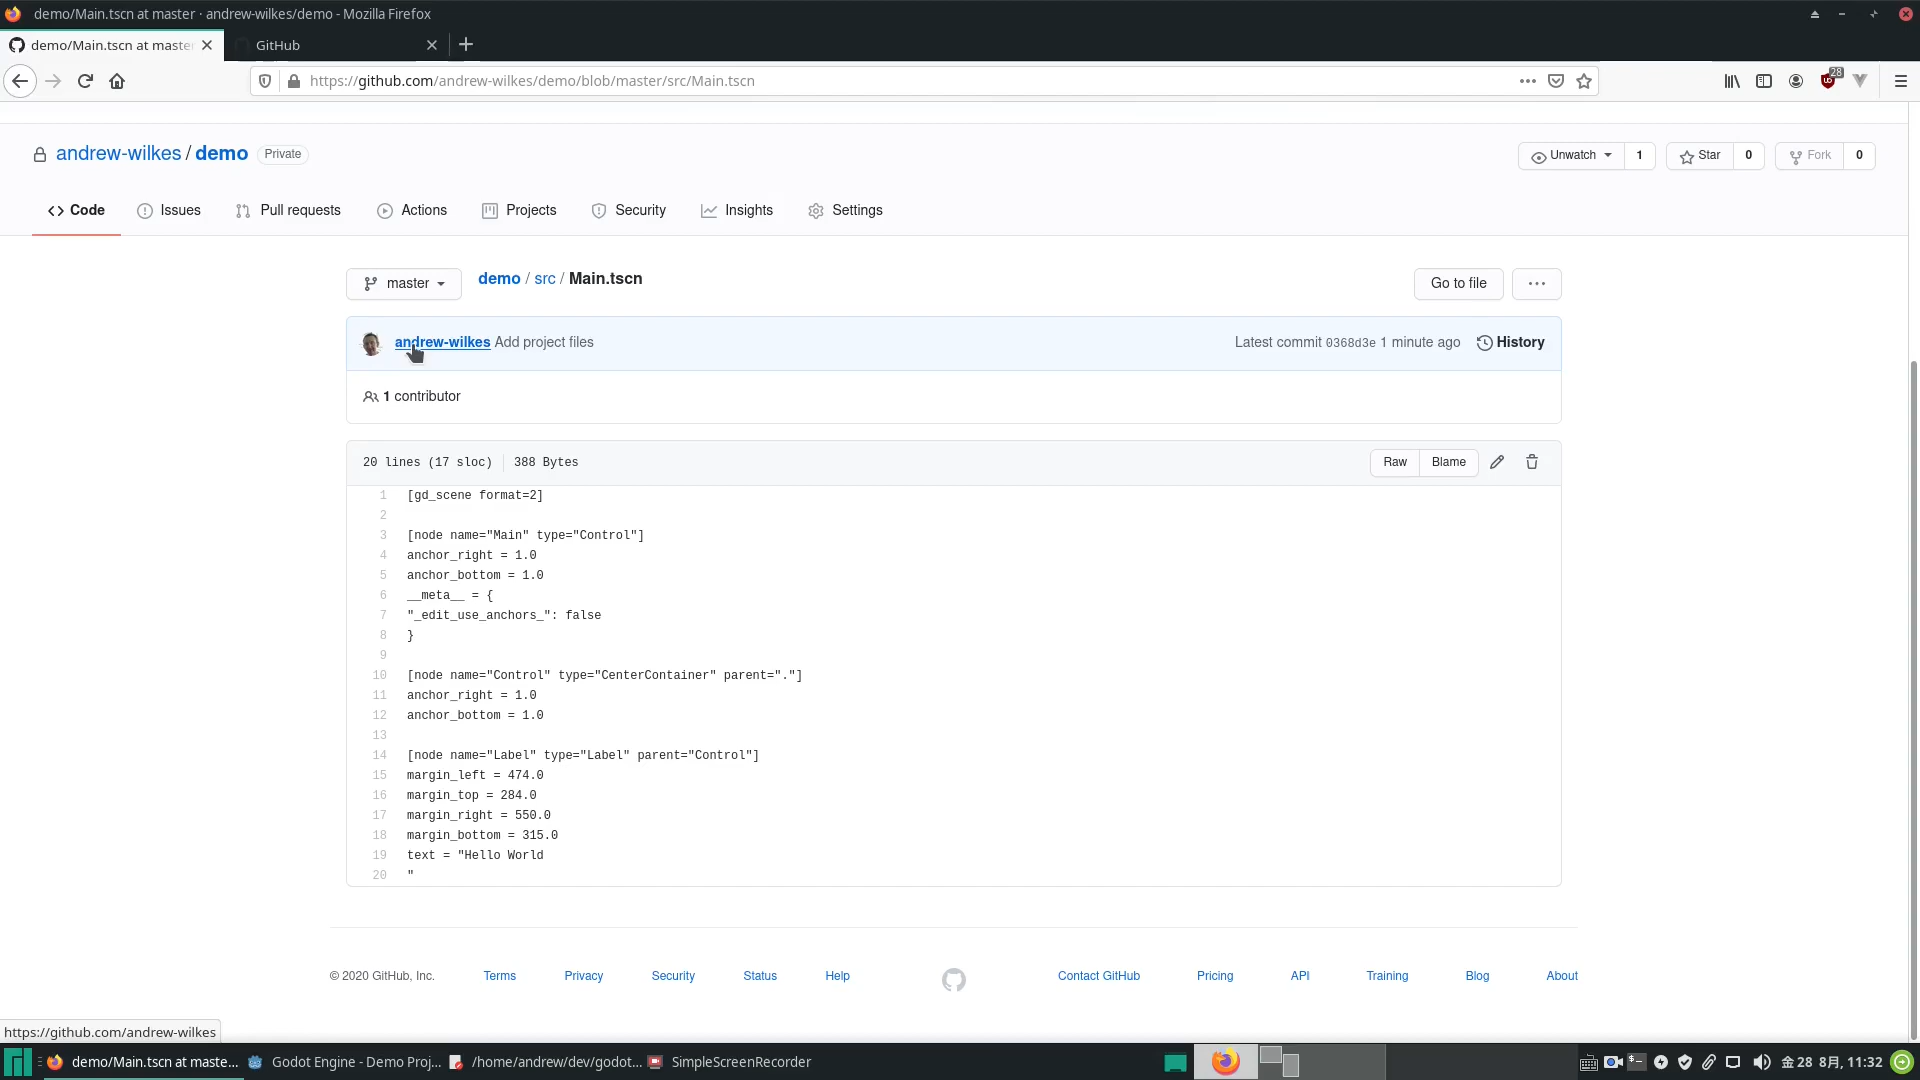 demo/Main.tscn at master · andrew-wilkes/demo - Mozilla Firefox
demo/Main.tscn at master
GitHub
https://github.com/andrew-wilkes/demo/blob/master/src/Main.tscn
28
andrew-wilkes / demo Private
Unwatch 1
Star 0
Fork 0
Code
Issues
Pull requests
Actions
Projects
Security
Insights
Settings
master
demo / src / Main.tscn
Go to file
andrew-wilkes Add project files
Latest commit 0368d3e 1 minute ago
History
1 contributor
20 lines (17 sloc)
388 Bytes
Raw
Blame
1 [gd_scene format=2]
2
3 [node name="Main" type="Control"]
4 anchor_right = 1.0
5 anchor_bottom = 1.0
6 __meta__ = {
7 "_edit_use_anchors_": false
8 }
9
10 [node name="Control" type="CenterContainer" parent="."]
11 anchor_right = 1.0
12 anchor_bottom = 1.0
13
14 [node name="Label" type="Label" parent="Control"]
15 margin_left = 474.0
16 margin_top = 284.0
17 margin_right = 550.0
18 margin_bottom = 315.0
19 text = "Hello World
20 "
© 2020 GitHub, Inc.
Terms
Privacy
Security
Status
Help
Contact GitHub
Pricing
API
Training
Blog
About
https://github.com/andrew-wilkes
demo/Main.tscn at maste...
Godot Engine - Demo Proj...
/home/andrew/dev/godot...
SimpleScreenRecorder
金 28 8月, 11:32